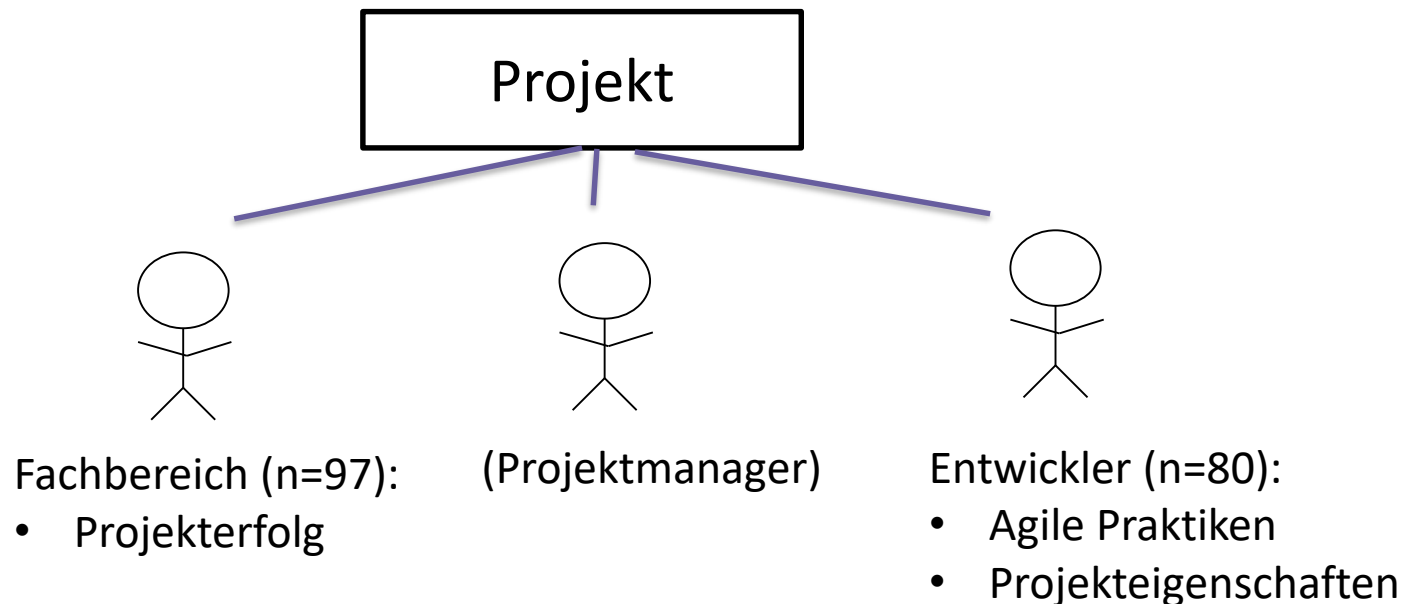 Projekt
Fachbereich (n=97):
• Projekterfolg
(Projektmanager)
Entwickler (n=80):
• Agile Praktiken
• Projekteigenschaften